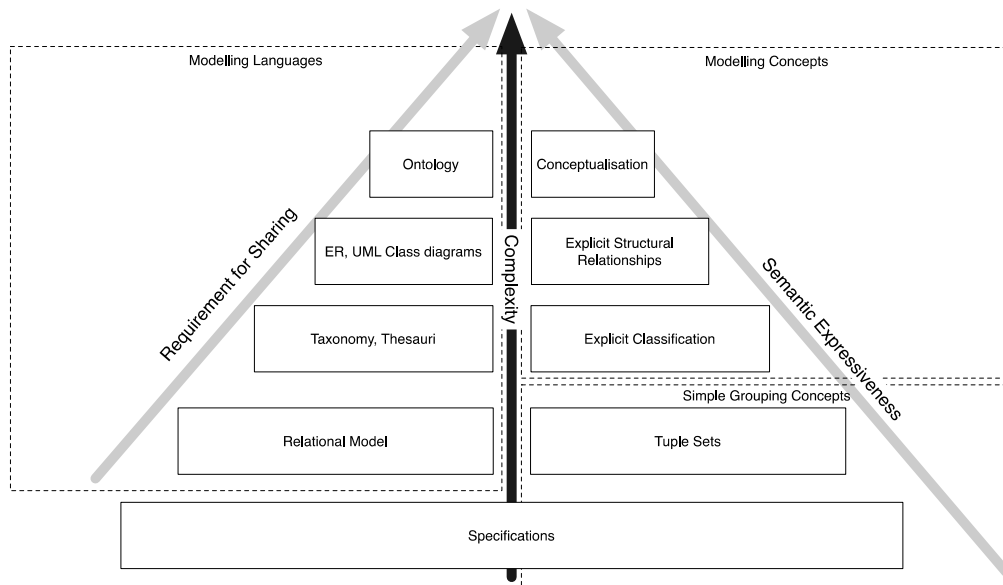 Modelling Languages
Modelling Concepts
Ontology
Conceptualisation
ER, UML Class diagrams
Explicit Structural
Relationships
Requirement for Sharing
Complexity
Semantic Expressiveness
Taxonomy, Thesauri
Explicit Classification
Simple Grouping Concepts
Relational Model
Tuple Sets
Specifications